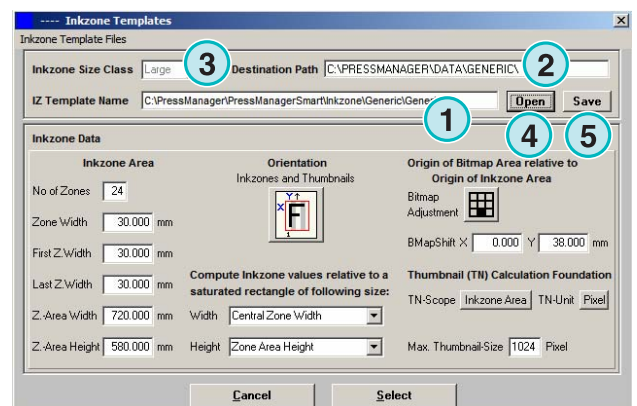 ---- Inkzone Templates
Inkzone Template Files
Inkzone Size Class Large 3 Destination Path C:\PRESSMANAGER\DATA\GENERIC\ 2
IZ Template Name C:\PressManager\PressManagerSmart\Inkzone\Generic\Gene 1 Open Save
4 5
Inkzone Data
Inkzone Area
No of Zones 24
Zone Width 30.000 mm
First Z.Width 30.000 mm
Last Z.Width 30.000 mm
Z.-Area Width 720.000 mm
Z.-Area Height 580.000 mm
Orientation
Inkzones and Thumbnails
Y
X F
1
Compute Inkzone values relative to a
saturated rectangle of following size:
Width Central Zone Width
Height Zone Area Height
Origin of Bitmap Area relative to
Origin of Inkzone Area
Bitmap
Adjustment
BMapShift X 0.000 Y 38.000 mm
Thumbnail (TN) Calculation Foundation
TN-Scope Inkzone Area TN-Unit Pixel
Max. Thumbnail-Size 1024 Pixel
Cancel Select